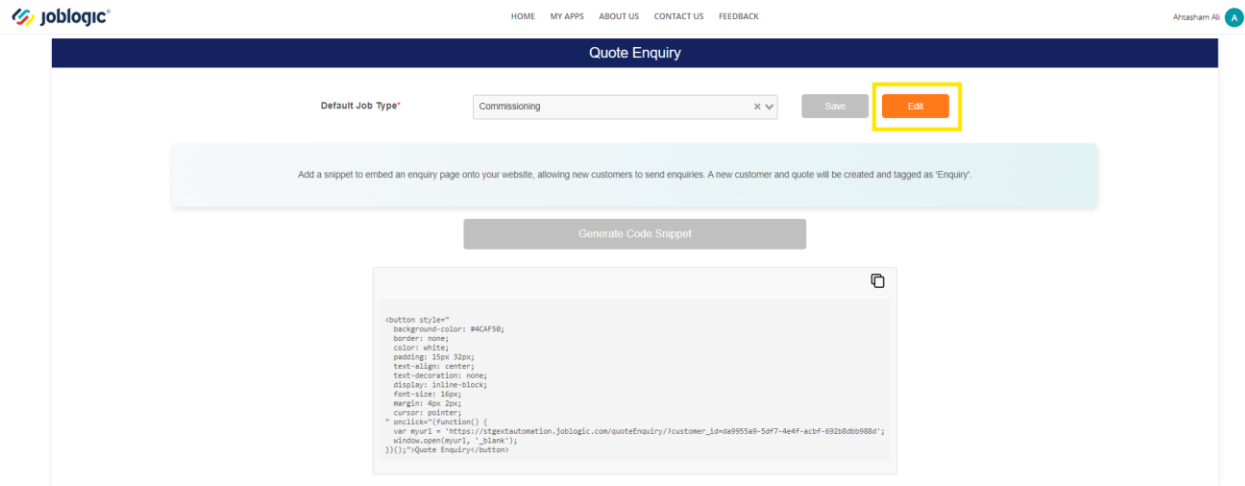 joblogic®
HOME MY APPS ABOUT US CONTACT US FEEDBACK
Ahtasham Ali A
Quote Enquiry
Default Job Type*
Commissioning
Save
Edit
Add a snippet to embed an enquiry page onto your website, allowing new customers to send enquiries. A new customer and quote will be created and tagged as 'Enquiry'.
Generate Code Snippet
<button style="
background-color: #4CAF50;
border: none;
color: white;
padding: 15px 32px;
text-align: center;
text-decoration: none;
display: inline-block;
font-size: 16px;
margin: 4px 2px;
cursor: pointer;
" onclick="(function() {
var myurl = 'https://stgextautomation.joblogic.com/quoteEnquiry/?customer_id=da9955a9-5df7-4e4f-acbf-692b8dbb988d';
window.open(myurl, '_blank');
})();">Quote Enquiry</button>